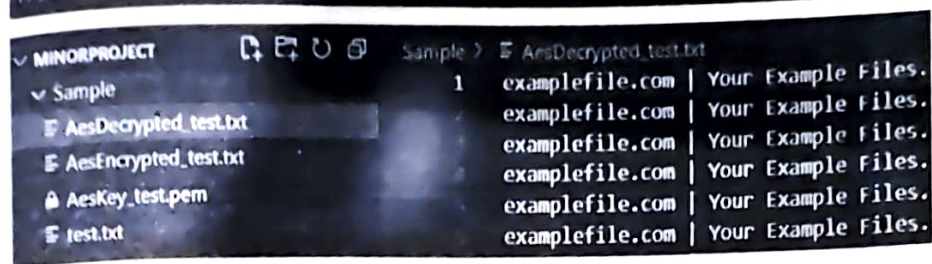 MINORPROJECT
Sample
AesDecrypted_test.txt
AesEncrypted_test.txt
AesKey_test.pem
test.txt
Sample > AesDecrypted_test.txt
1 examplefile.com | Your Example Files.
examplefile.com | Your Example Files.
examplefile.com | Your Example Files.
examplefile.com | Your Example Files.
examplefile.com | Your Example Files.
examplefile.com | Your Example Files.